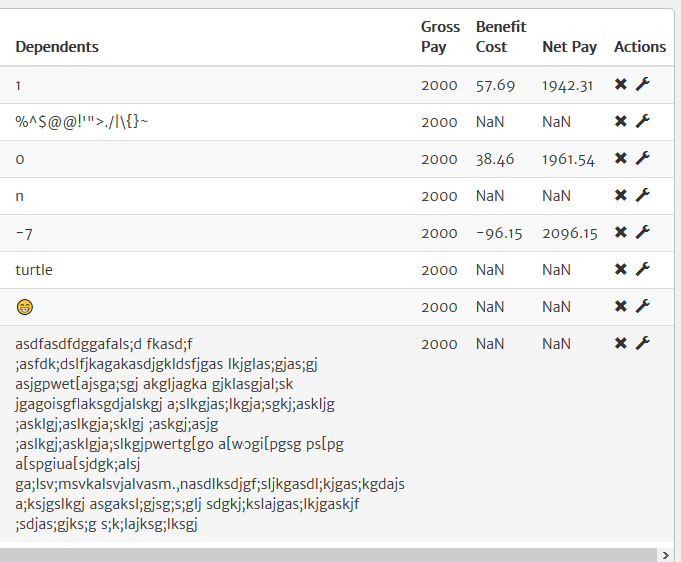 Dependents Gross Pay Benefit Cost Net Pay Actions
1 2000 57.69 1942.31
%^$@@!'">./|\{}~ 2000 NaN NaN
0 2000 38.46 1961.54
n 2000 NaN NaN
-7 2000 -96.15 2096.15
turtle 2000 NaN NaN
😁 2000 NaN NaN
asdfasdfdggafals;d fkasd;f 2000 NaN NaN
;asfdk;dslfjkagakasdjgkldsfjgas lkjglas;gjas;gj
asjgpwet[ajsga;sgj akgljagka gjklasgjal;sk
jgagoisgflaksgdjalskgj a;slkgjas;lkgja;sgkj;askljg
;asklgj;aslkgja;sklgj ;askgj;asjg
;aslkgj;asklgja;slkgjpwertg[go a[wogi[pgsg ps[pg
a[spgiua[sjdgk;alsj
ga;lsv;msvkalsvjalvasm.,nasdlksdjgf;sljkgasdl;kjgas;kgdajs
a;ksjgslkgj asgaksl;gjsg;s;glj sdgkj;kslajgas;lkjgaskjf
;sdjas;gjks;g s;k;lajksg;lksgj